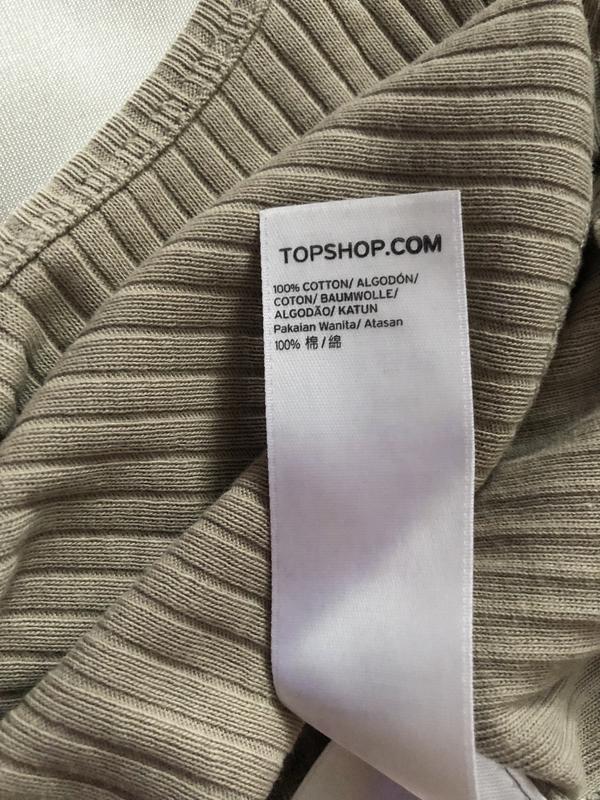 TOPSHOP.COM
100% COTTON/ ALGODÓN/
COTON/ BAUMWOLLE/
ALGODÃO/ KATUN
Pakaian Wanita/ Atasan
100% 棉/綿